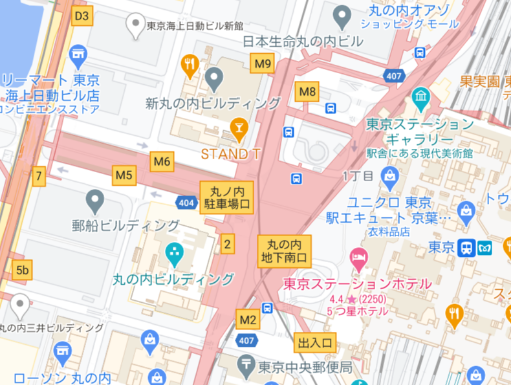 丸の内オアゾ
ショッピング・モール
D3
東京海上日動ビル新館
日本生命丸の内ビル
M9
407
リーマート 東京
海上日動ビル店
コンビニエンスストア
M8
果実園 東
新丸の内ビルディング
東京ステーション
ギャラリー
駅舎にある現代美術館
STAND T
M6
M5
7
1丁目
丸ノ内
駐車場口
404
ユニクロ 東京
駅エキュート 京葉…
衣料品店
トウ
郵船ビルディング
2
丸の内
地下南口
東京
5b
丸の内ビルディング
東京ステーションホテル
4.4 ★ (2250)
5 つ星ホテル
ス
丸の内三井ビルディング
M2
407
出入口
東京中央郵便局
ローソン 丸の内